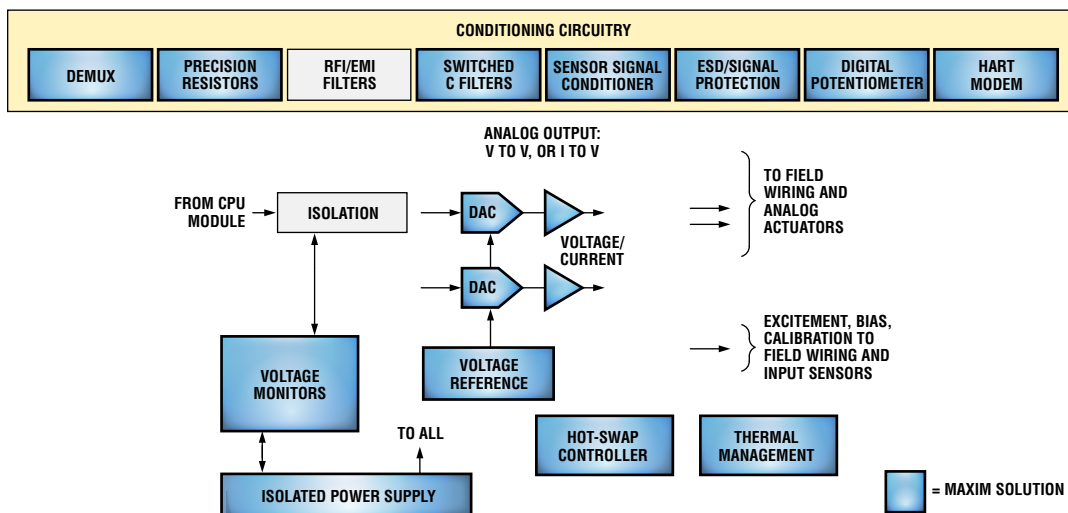 CONDITIONING CIRCUITRY
DEMUX
PRECISION
RESISTORS
RFI/EMI
FILTERS
SWITCHED
C FILTERS
SENSOR SIGNAL
CONDITIONER
ESD/SIGNAL
PROTECTION
DIGITAL
POTENTIOMETER
HART
MODEM
ANALOG OUTPUT:
V TO V, OR I TO V
FROM CPU
MODULE
ISOLATION
DAC
TO FIELD
WIRING AND
ANALOG
ACTUATORS
VOLTAGE/
CURRENT
DAC
VOLTAGE
MONITORS
VOLTAGE
REFERENCE
EXCITEMENT, BIAS,
CALIBRATION TO
FIELD WIRING AND
INPUT SENSORS
TO ALL
HOT-SWAP
CONTROLLER
THERMAL
MANAGEMENT
ISOLATED POWER SUPPLY
= MAXIM SOLUTION